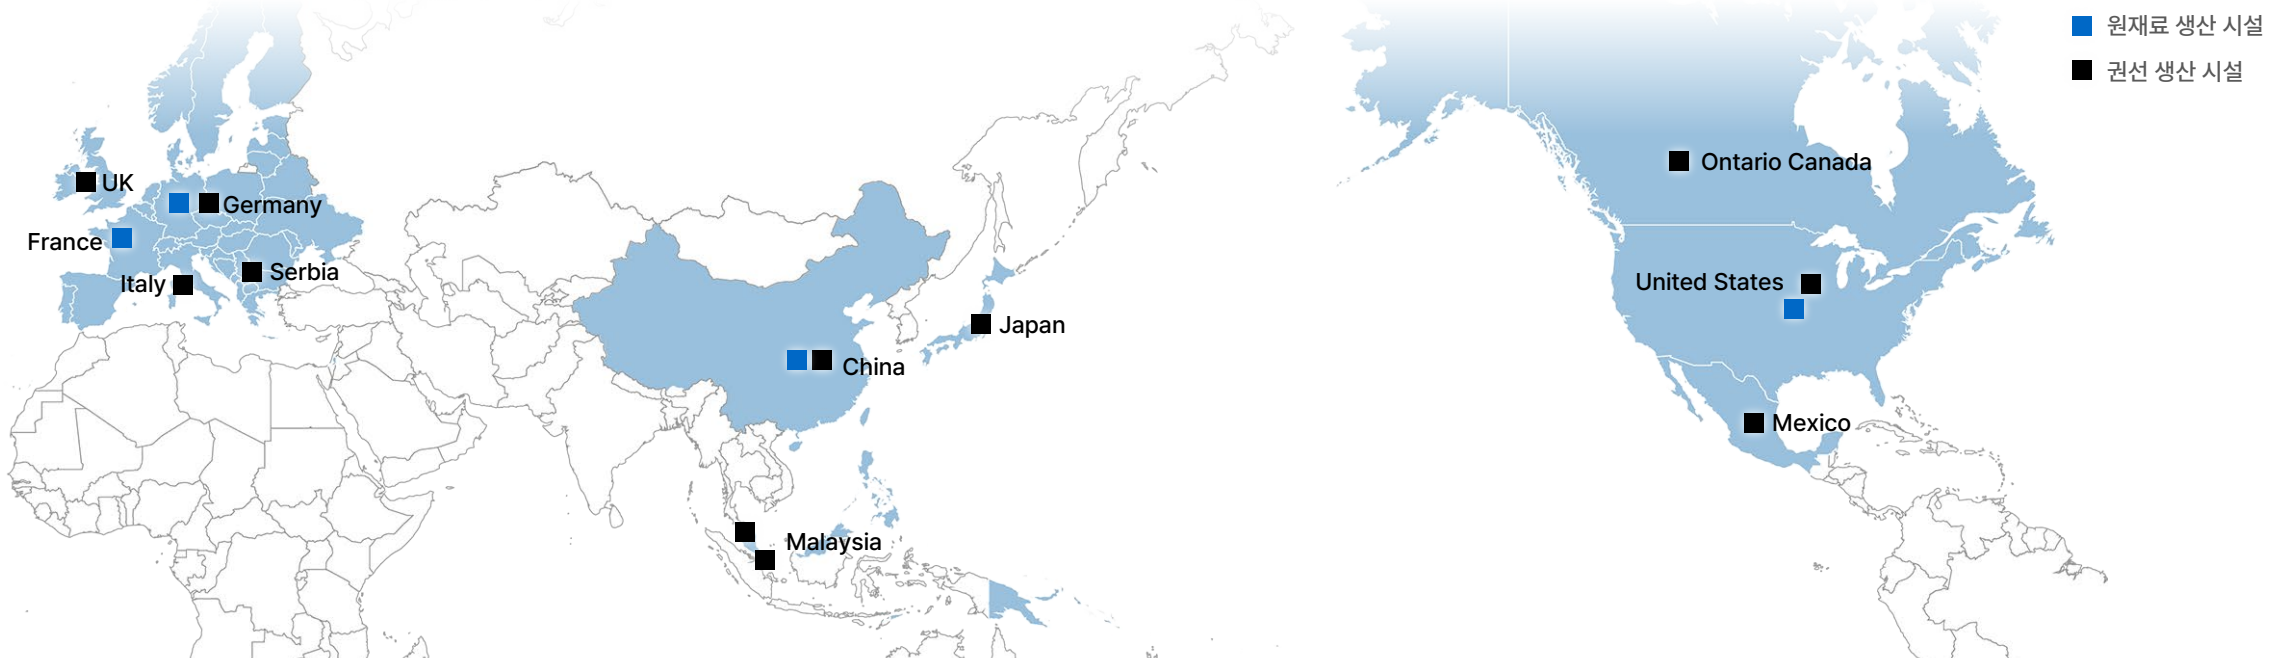 원재료 생산 시설
권선 생산 시설
UK
Germany
France
Serbia
Italy
Japan
China
Malaysia
Ontario Canada
United States
Mexico